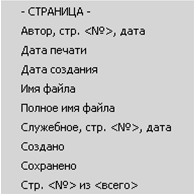 - СТРАНИЦА -
Автор, стр. <№>, дата
Дата печати
Дата создания
Имя файла
Полное имя файла
Служебное, стр. <№>, дата
Создано
Сохранено
Стр. <№> из <всего>